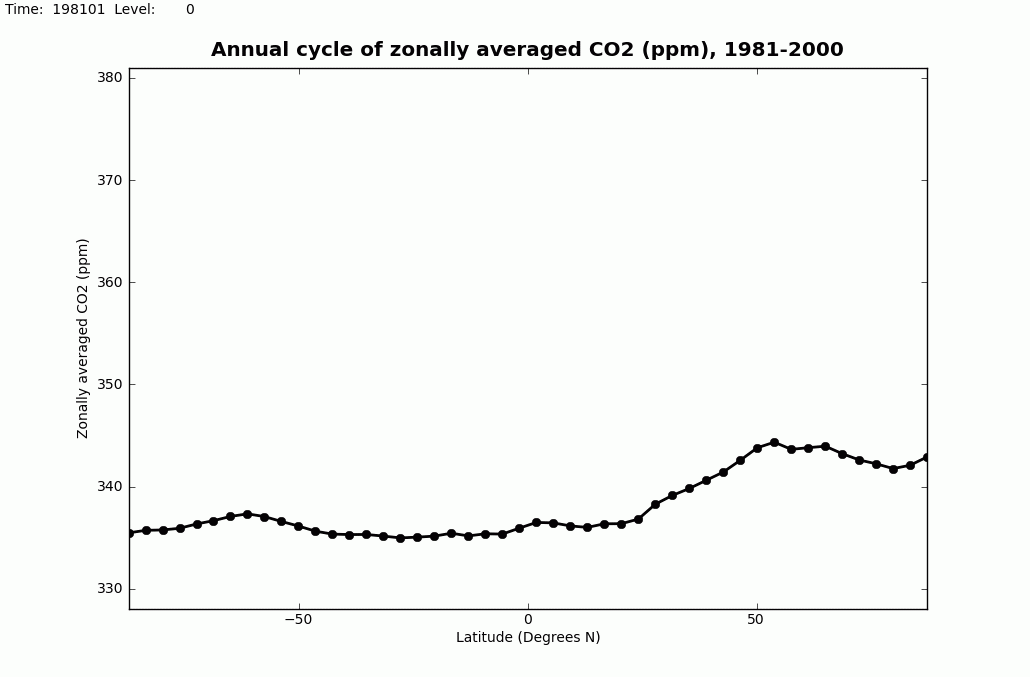 Time: 198101 Level: 0
Annual cycle of zonally averaged CO2 (ppm), 1981-2000
380
370
360
350
340
330
Zonally averaged CO2 (ppm)
−50 0 50
Latitude (Degrees N)